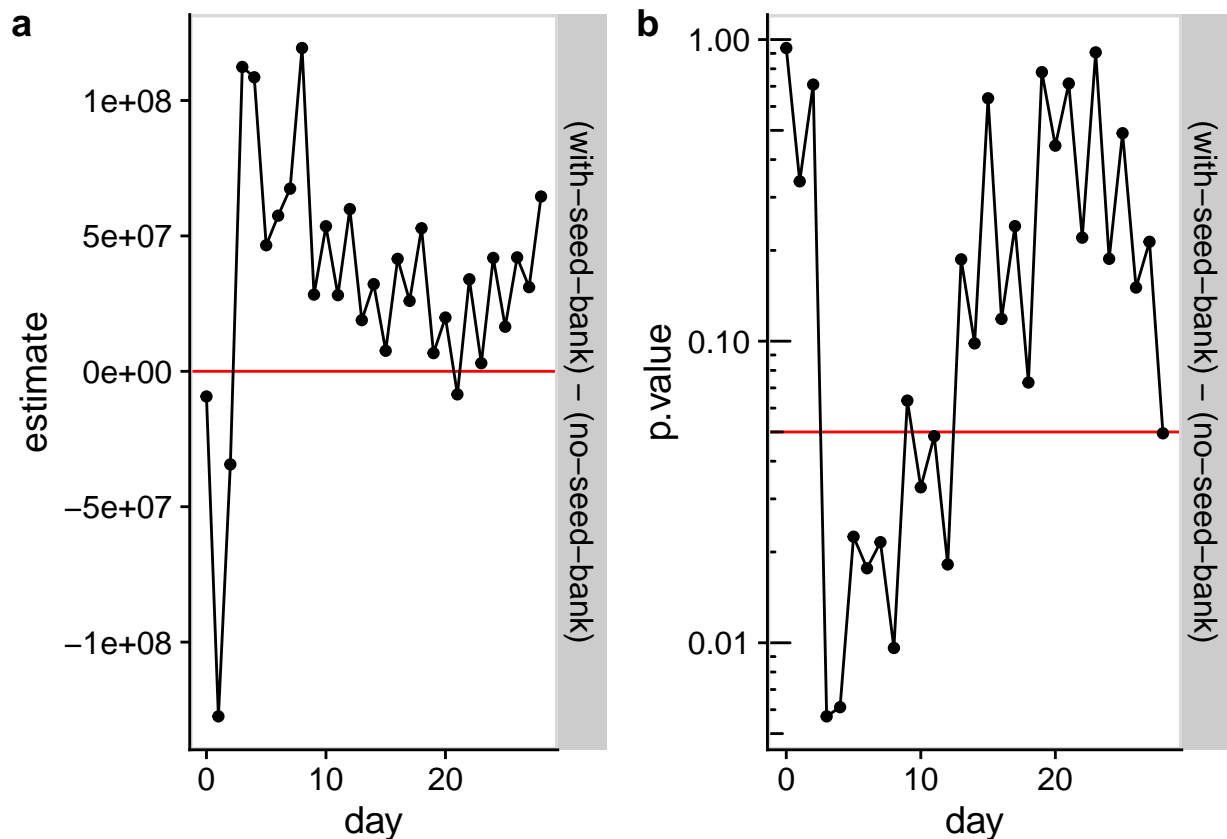 a
estimate
1e+08
5e+07
0e+00
−5e+07
−1e+08
0
10
20
day
(with−seed−bank) − (no−seed−bank)
b
p.value
1.00
0.10
0.01
0
10
20
day
(with−seed−bank) − (no−seed−bank)